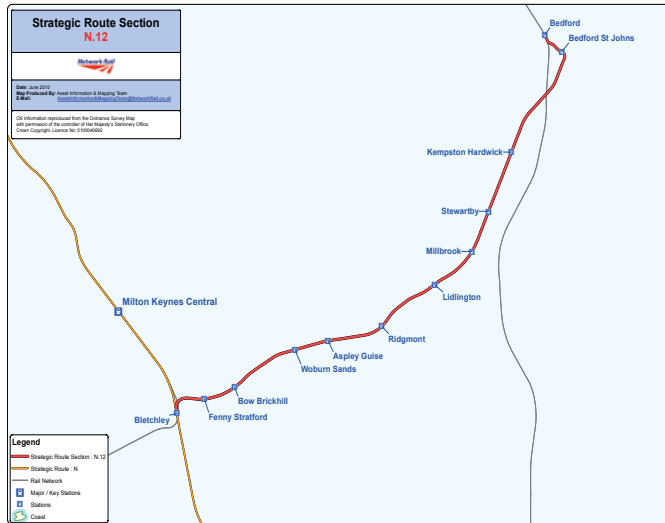 Strategic Route Section
N.12
Network Rail
Date: June 2010
Map Produced By: Asset Information & Mapping Team
E-Mail: AssetInformation&MappingTeam@NetworkRail.co.uk
OS Information reproduced from the Ordnance Survey Map
with permission of the controller of Her Majesty's Stationery Office.
Crown Copyright. Licence No: 0100040692
Bedford
Bedford St Johns
Kempston Hardwick
Stewartby
Millbrook
Lidlington
Milton Keynes Central
Ridgmont
Aspley Guise
Woburn Sands
Bow Brickhill
Fenny Stratford
Bletchley
Legend
Strategic Route Section : N.12
Strategic Route : N
Rail Network
Major / Key Stations
Stations
Coast